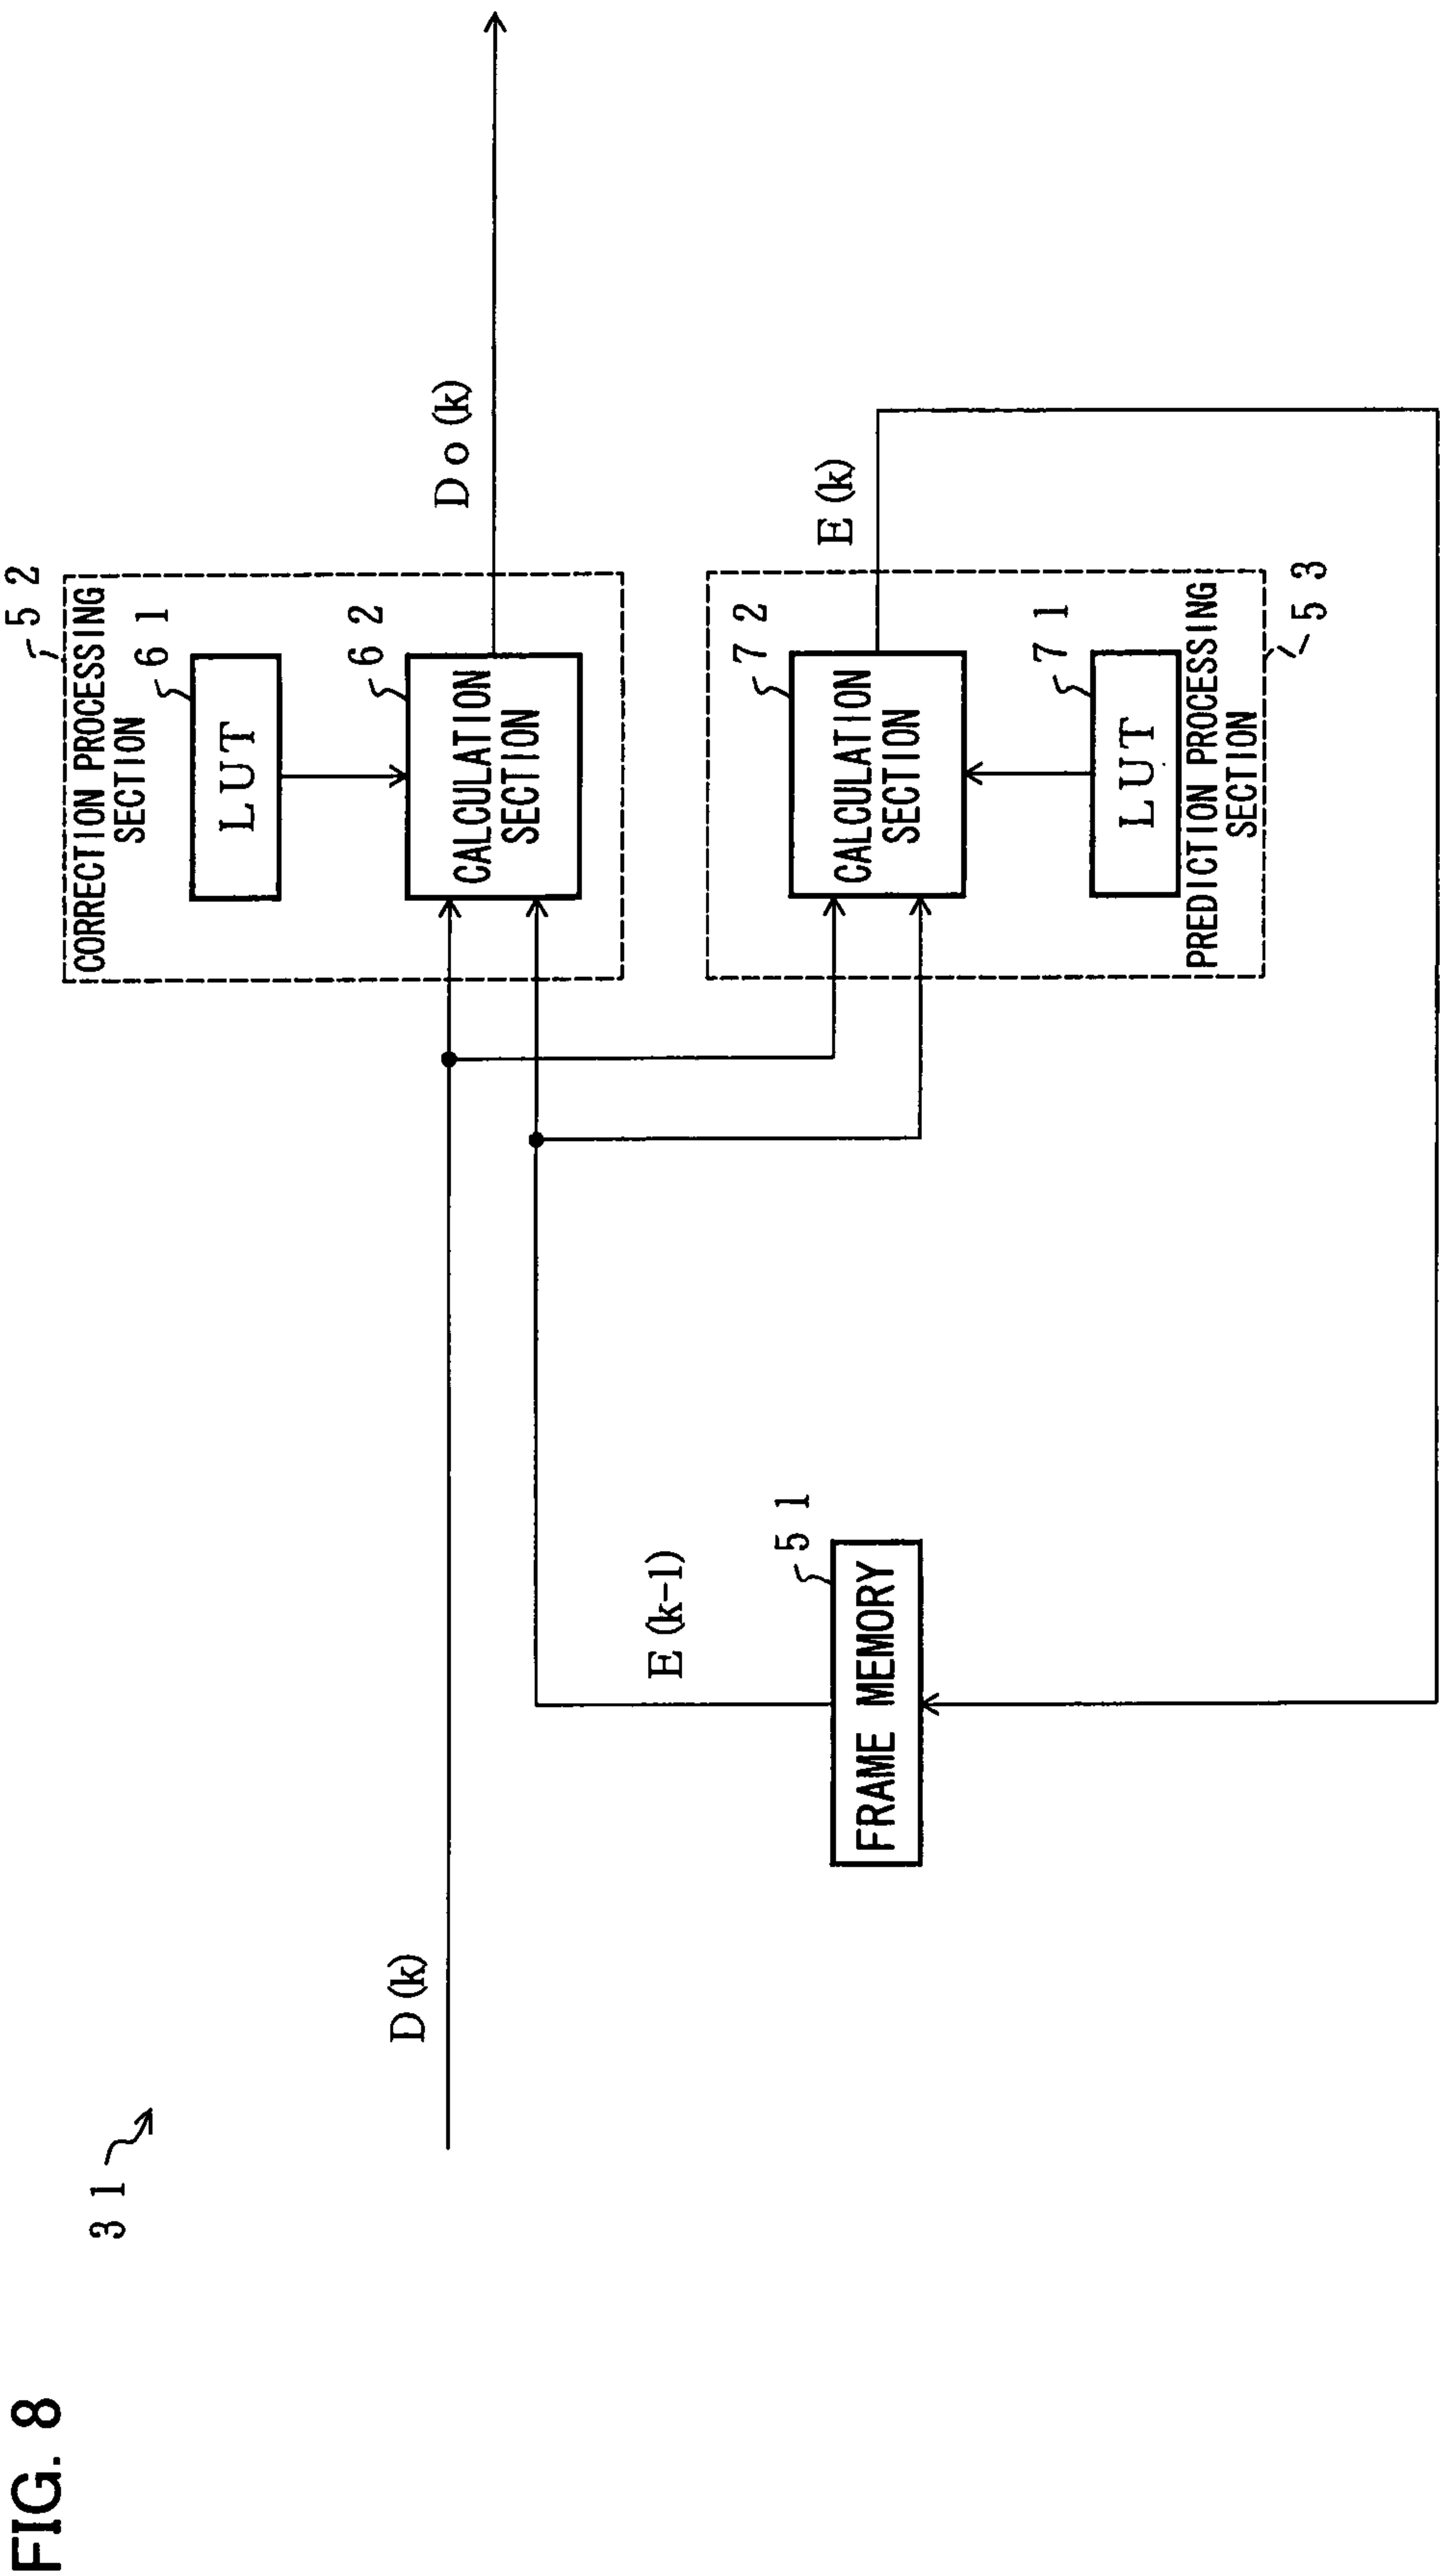 FIG. 8
31
D(k)
52
CORRECTION PROCESSING
SECTION
61
LUT
62
CALCULATION
SECTION
Do(k)
E(k-1)
51
FRAME MEMORY
72
CALCULATION
SECTION
E(k)
71
LUT
PREDICTION PROCESSING
SECTION
53